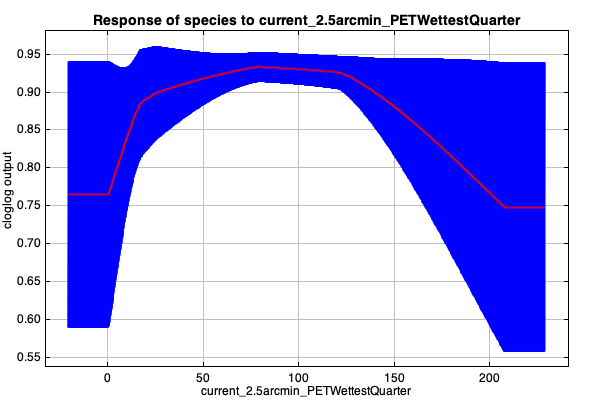 Response of species to current_2.5arcmin_PETWettestQuarter
cloglog output
0.95
0.90
0.85
0.80
0.75
0.70
0.65
0.60
0.55
0 50 100 150 200
current_2.5arcmin_PETWettestQuarter